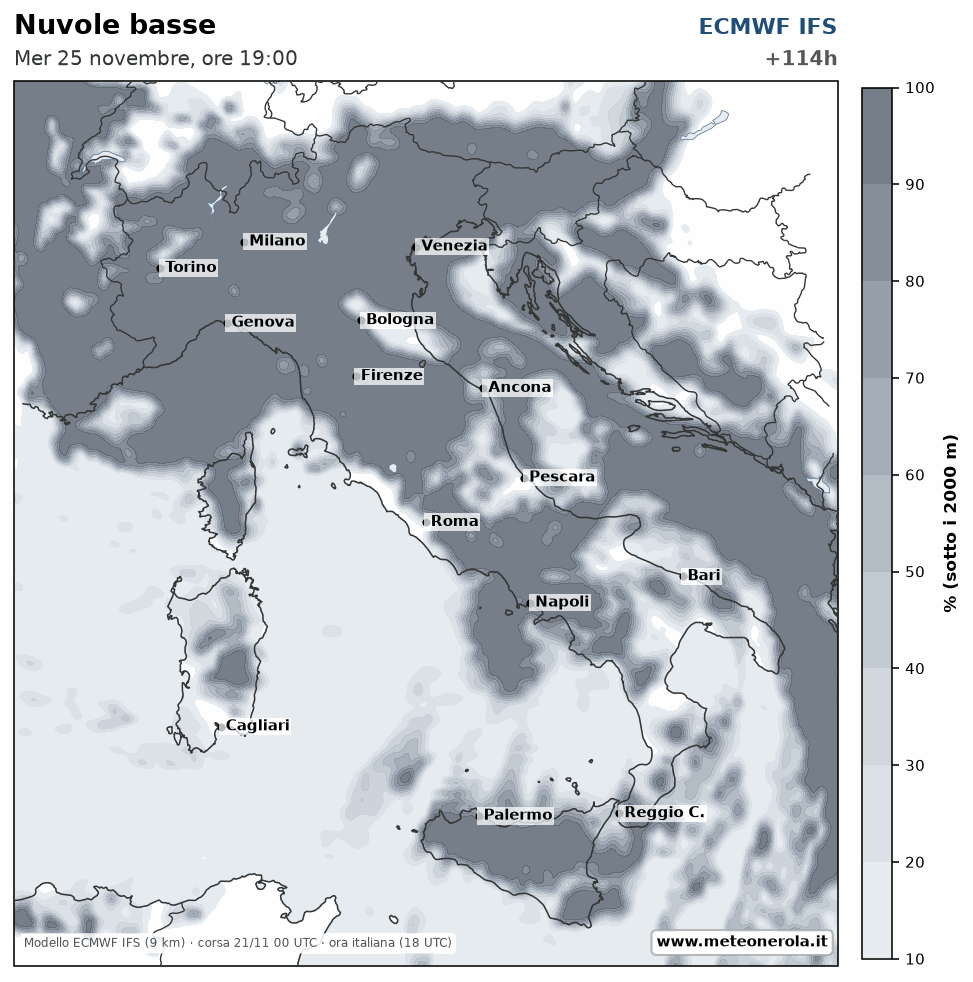 Nuvole basse
ECMWF IFS
Mer 25 novembre, ore 19:00
+114h
Milano
Venezia
Torino
Genova
Bologna
Firenze
Ancona
Pescara
Roma
Bari
Napoli
Cagliari
Palermo
Reggio C.
100
90
80
70
60
50
40
30
20
10
% (sotto i 2000 m)
Modello ECMWF IFS (9 km) · corsa 21/11 00 UTC · ora italiana (18 UTC)
www.meteonerola.it